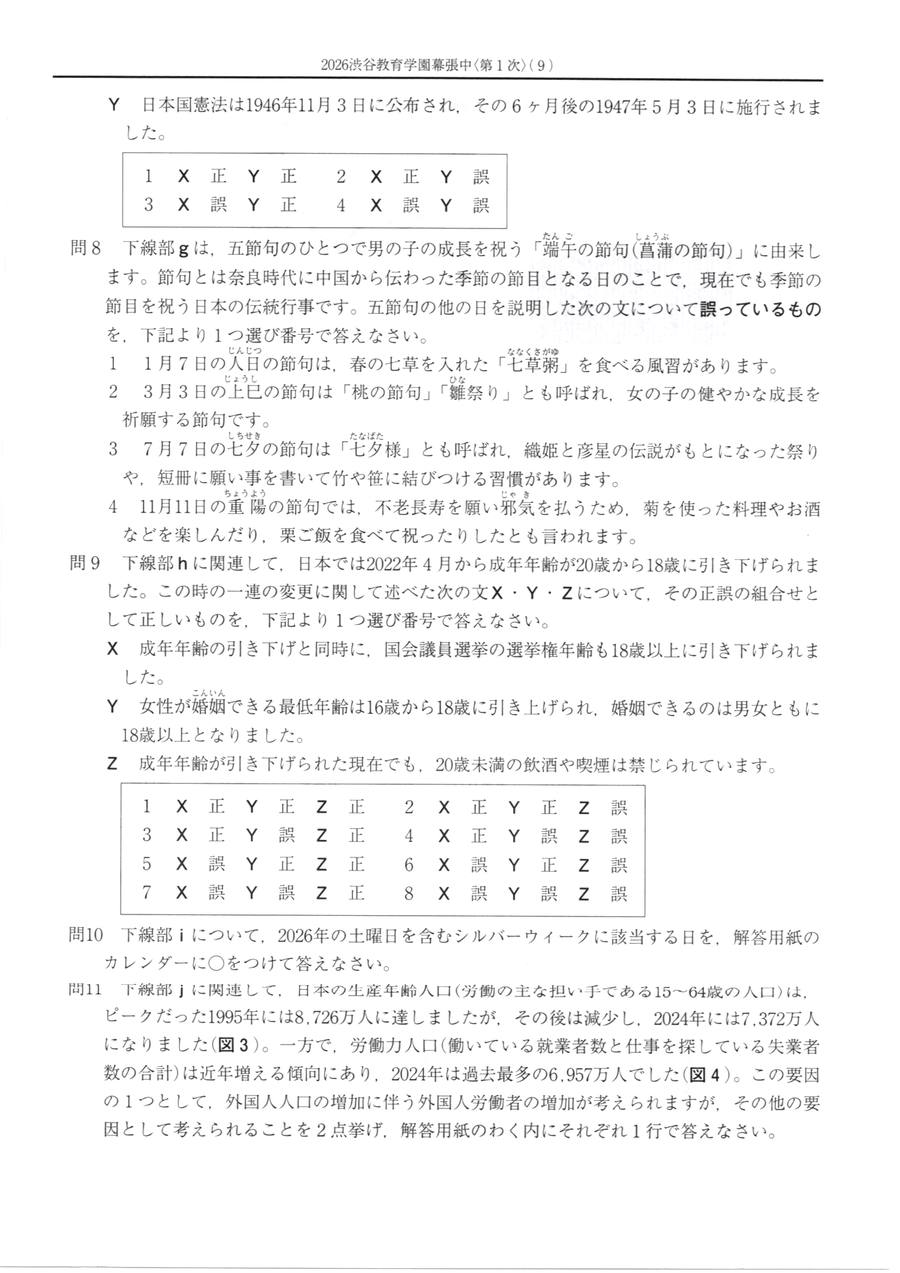 2026渋谷教育学園幕張中〈第1次〉(9)
Y 日本国憲法は1946年11月3日に公布され，その6ヶ月後の1947年5月3日に施行されま
した。
1 X 正 Y 正 2 X 正 Y 誤
3 X 誤 Y 正 4 X 誤 Y 誤
問8 下線部gは，五節句のひとつで男の子の成長を祝う「端午の節句(菖蒲の節句)」に由来し
ます。節句とは奈良時代に中国から伝わった季節の節目となる日のことで，現在でも季節の
節目を祝う日本の伝統行事です。五節句の他の日を説明した次の文について誤っているもの
を，下記より1つ選び番号で答えなさい。
1 1月7日の人日の節句は，春の七草を入れた「七草粥」を食べる風習があります。
2 3月3日の上巳の節句は「桃の節句」「雛祭り」とも呼ばれ，女の子の健やかな成長を
祈願する節句です。
3 7月7日の七夕の節句は「七夕様」とも呼ばれ，織姫と彦星の伝説がもとになった祭り
や，短冊に願い事を書いて竹や笹に結びつける習慣があります。
4 11月11日の重陽の節句では，不老長寿を願い邪気を払うため，菊を使った料理やお酒
などを楽しんだり，栗ご飯を食べて祝ったりしたとも言われます。
問9 下線部hに関連して，日本では2022年4月から成年年齢が20歳から18歳に引き下げられま
した。この時の一連の変更に関して述べた次の文X・Y・Zについて，その正誤の組合せと
して正しいものを，下記より1つ選び番号で答えなさい。
X 成年年齢の引き下げと同時に，国会議員選挙の選挙権年齢も18歳以上に引き下げられま
した。
Y 女性が婚姻できる最低年齢は16歳から18歳に引き上げられ，婚姻できるのは男女ともに
18歳以上となりました。
Z 成年年齢が引き下げられた現在でも，20歳未満の飲酒や喫煙は禁じられています。
1 X 正 Y 正 Z 正 2 X 正 Y 正 Z 誤
3 X 正 Y 誤 Z 正 4 X 正 Y 誤 Z 誤
5 X 誤 Y 正 Z 正 6 X 誤 Y 正 Z 誤
7 X 誤 Y 誤 Z 正 8 X 誤 Y 誤 Z 誤
問10 下線部iについて，2026年の土曜日を含むシルバーウィークに該当する日を，解答用紙の
カレンダーに○をつけて答えなさい。
問11 下線部jに関連して，日本の生産年齢人口(労働の主な担い手である15～64歳の人口)は，
ピークだった1995年には8,726万人に達しましたが，その後は減少し，2024年には7,372万人
になりました(図3)。一方で，労働力人口(働いている就業者数と仕事を探している失業者
数の合計)は近年増える傾向にあり，2024年は過去最多の6,957万人でした(図4)。この要因
の1つとして，外国人人口の増加に伴う外国人労働者の増加が考えられますが，その他の要
因として考えられることを2点挙げ，解答用紙のわく内にそれぞれ1行で答えなさい。